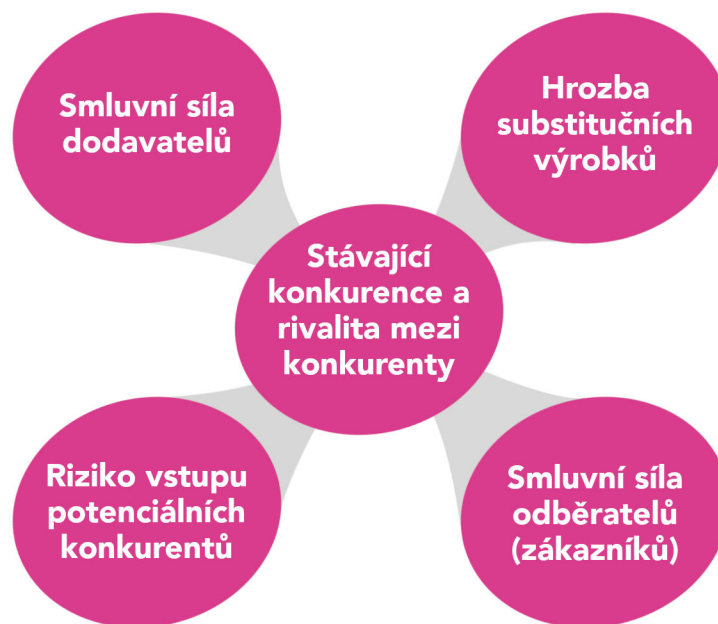 Smluvní síla
dodavatelů
Hrozba
substitučních
výrobků
Stávající
konkurence a
rivalita mezi
konkurenty
Riziko vstupu
potenciálních
konkurentů
Smluvní síla
odběratelů
(zákazníků)